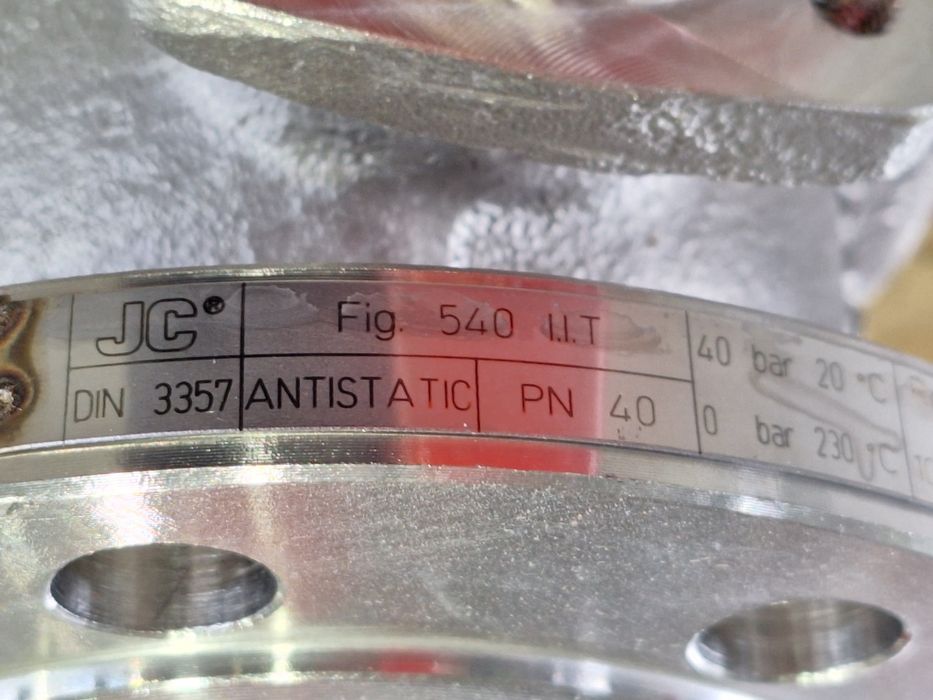 JC® Fig. 540 I.I.T
DIN 3357 ANTISTATIC PN 40
40 bar 20 °C
0 bar 230 °C